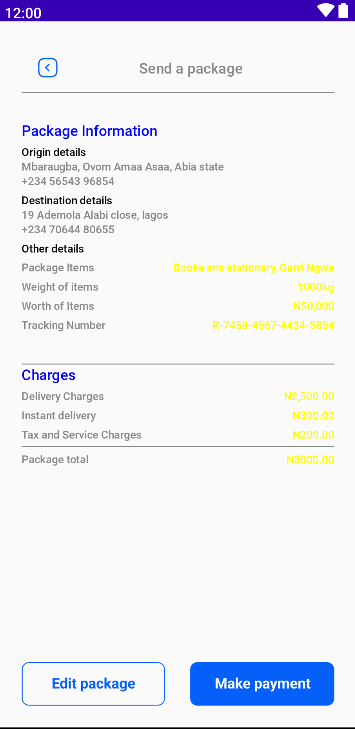 12:00
Send a package
Package Information
Origin details
Mbaraugba, Ovom Amaa Asaa, Abia state
+234 56543 96854
Destination details
19 Ademola Alabi close, lagos
+234 70644 80655
Other details
Package Items Books ans stationary, Garri Ngwa
Weight of items 1000kg
Worth of Items N50,000
Tracking Number R-7458-4567-4434-5854
Charges
Delivery Charges N2,500.00
Instant delivery N300.00
Tax and Service Charges N200.00
Package total N3000.00
Edit package Make payment